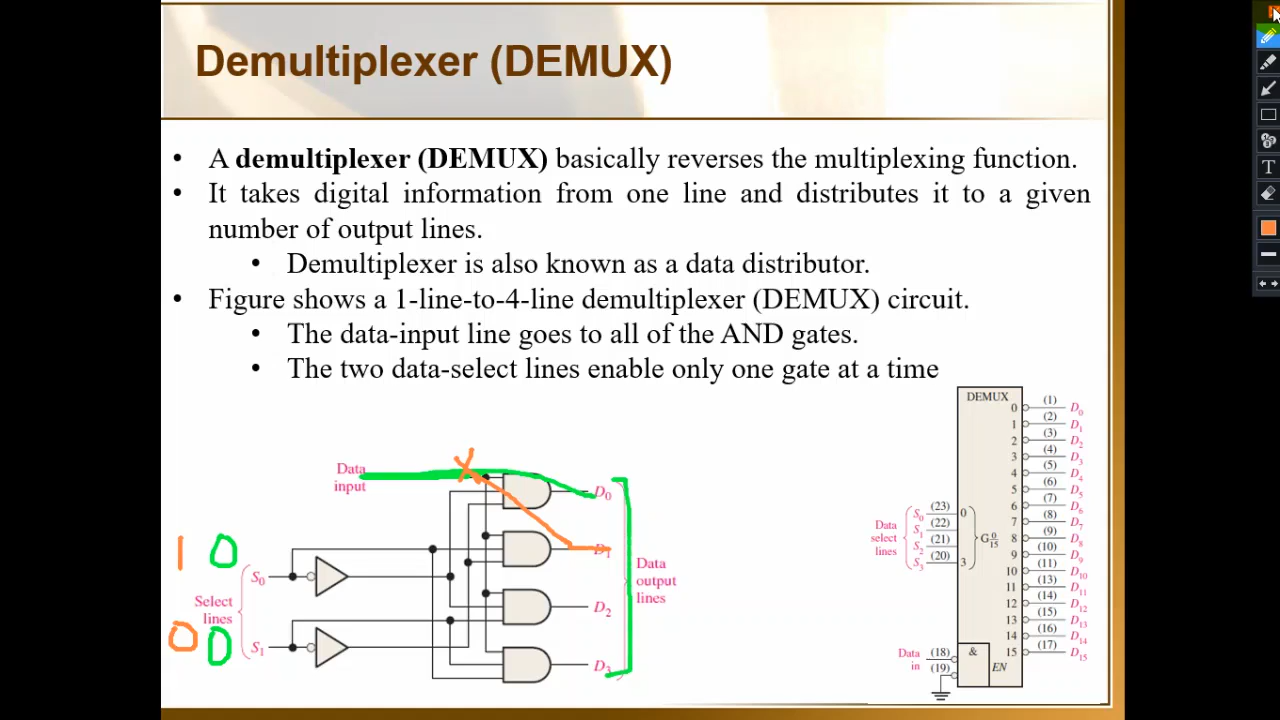 Demultiplexer (DEMUX)
• A demultiplexer (DEMUX) basically reverses the multiplexing function.
• It takes digital information from one line and distributes it to a given
number of output lines.
• Demultiplexer is also known as a data distributor.
• Figure shows a 1-line-to-4-line demultiplexer (DEMUX) circuit.
• The data-input line goes to all of the AND gates.
• The two data-select lines enable only one gate at a time
Data
input
D0
D1
D2
D3
Data
output
lines
1 0
S0
Select
lines
0 0
S1
DEMUX
0 (1) D0
1 (2) D1
2 (3) D2
3 (4) D3
4 (5) D4
5 (6) D5
6 (7) D6
7 (8) D7
8 (9) D8
9 (10) D9
10 (11) D10
11 (13) D11
12 (14) D12
13 (15) D13
14 (16) D14
15 (17) D15
Data
select
lines
S0 (23) 0
S1 (22)
S2 (21)
S3 (20) 3
G 0/15
Data
in
(18)
(19)
&
EN
T